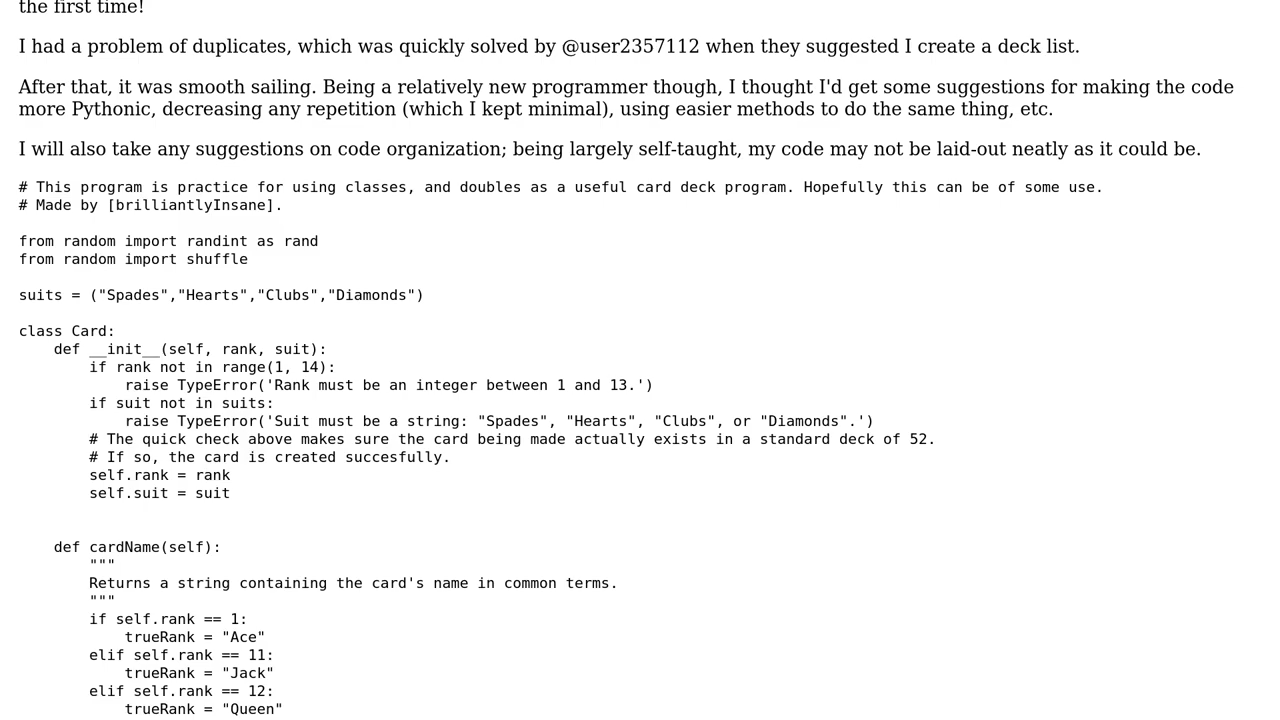 the first time!
I had a problem of duplicates, which was quickly solved by @user2357112 when they suggested I create a deck list.
After that, it was smooth sailing. Being a relatively new programmer though, I thought I'd get some suggestions for making the code
more Pythonic, decreasing any repetition (which I kept minimal), using easier methods to do the same thing, etc.
I will also take any suggestions on code organization; being largely self-taught, my code may not be laid-out neatly as it could be.
# This program is practice for using classes, and doubles as a useful card deck program. Hopefully this can be of some use.
# Made by [brilliantlyInsane].
from random import randint as rand
from random import shuffle
suits = ("Spades","Hearts","Clubs","Diamonds")
class Card:
    def __init__(self, rank, suit):
        if rank not in range(1, 14):
            raise TypeError('Rank must be an integer between 1 and 13.')
        if suit not in suits:
            raise TypeError('Suit must be a string: "Spades", "Hearts", "Clubs", or "Diamonds".')
        # The quick check above makes sure the card being made actually exists in a standard deck of 52.
        # If so, the card is created succesfully.
        self.rank = rank
        self.suit = suit
    def cardName(self):
        """
        Returns a string containing the card's name in common terms.
        """
        if self.rank == 1:
            trueRank = "Ace"
        elif self.rank == 11:
            trueRank = "Jack"
        elif self.rank == 12:
            trueRank = "Queen"